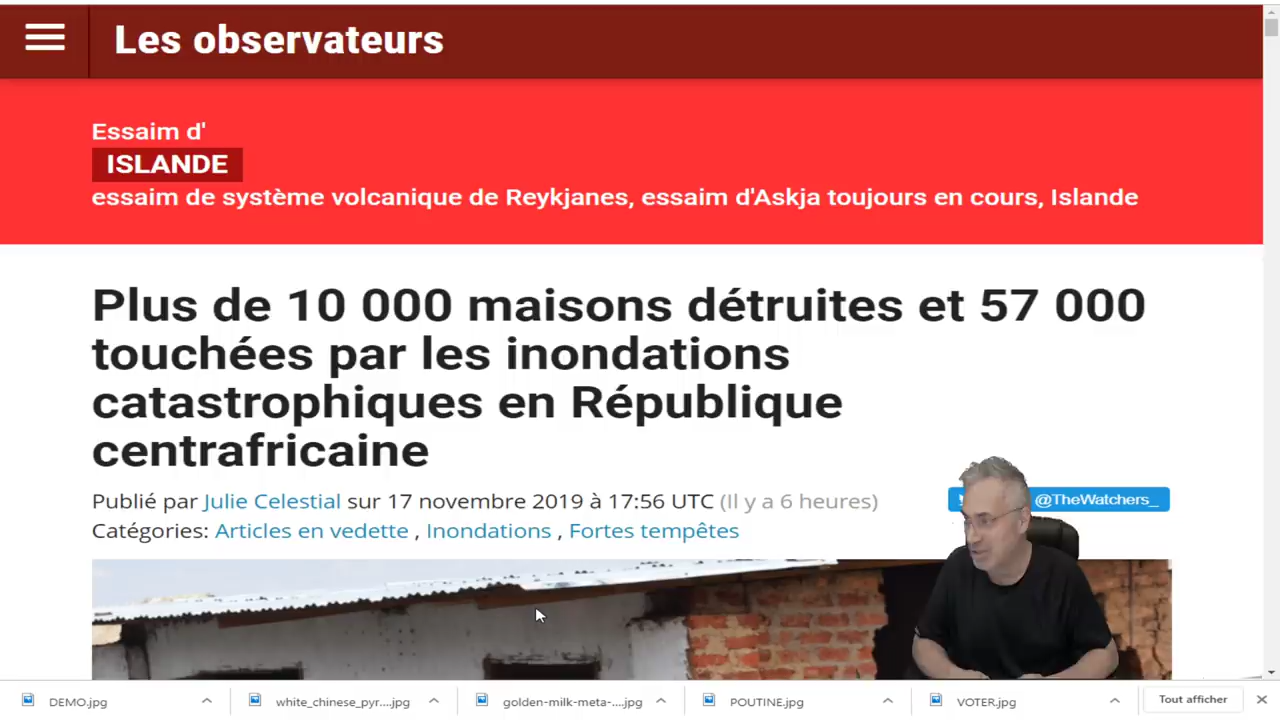 Les observateurs
Essaim d'
ISLANDE
essaim de système volcanique de Reykjanes, essaim d'Askja toujours en cours, Islande
Plus de 10 000 maisons détruites et 57 000
touchées par les inondations
catastrophiques en République
centrafricaine
Publié par Julie Celestial sur 17 novembre 2019 à 17:56 UTC (Il y a 6 heures)
@TheWatchers_
Catégories: Articles en vedette , Inondations , Fortes tempêtes
DEMO.jpg
white_chinese_pyr....jpg
golden-milk-meta-....jpg
POUTINE.jpg
VOTER.jpg
Tout afficher